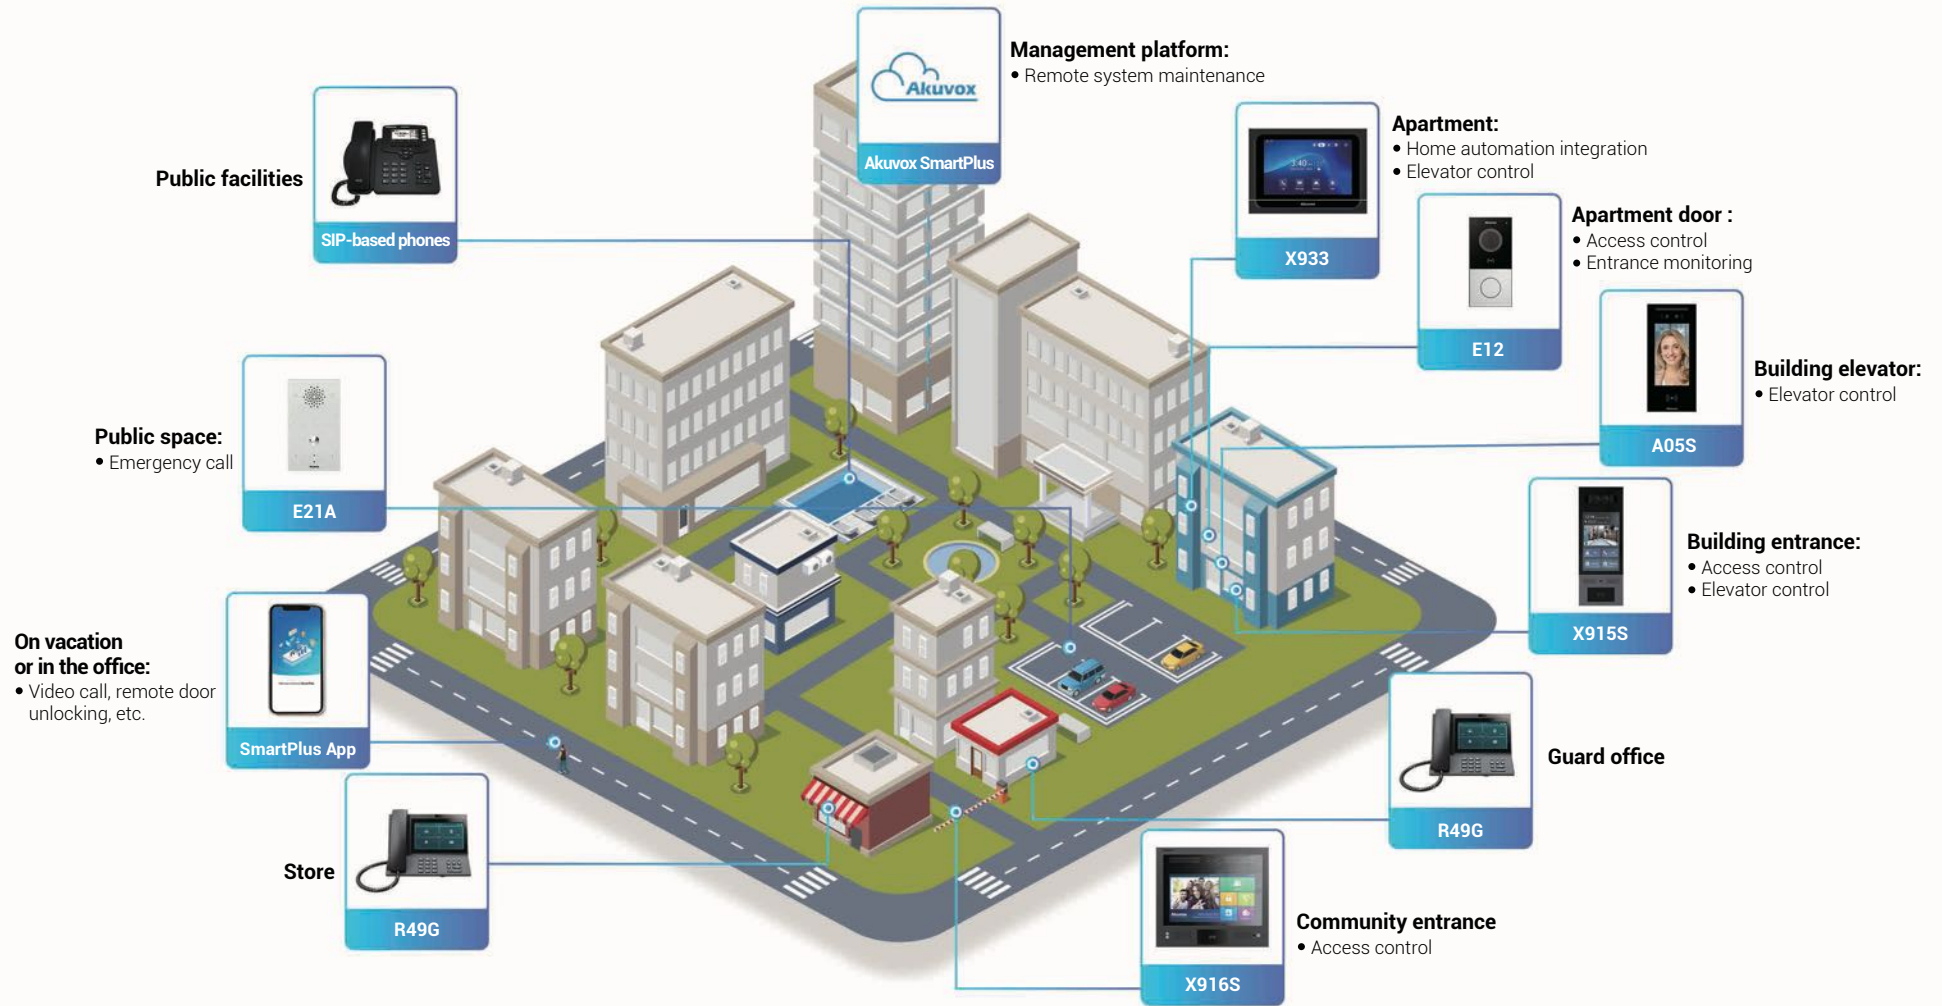 Akuvox
Akuvox SmartPlus
Management platform:
• Remote system maintenance
Public facilities
SIP-based phones
Apartment:
• Home automation integration
• Elevator control
X933
3:40
Apartment door :
• Access control
• Entrance monitoring
E12
Building elevator:
• Elevator control
A05S
Public space:
• Emergency call
E21A
Building entrance:
• Access control
• Elevator control
X915S
On vacation
or in the office:
• Video call, remote door
unlocking, etc.
SmartPlus App
Guard office
R49G
Store
R49G
Community entrance
• Access control
X916S